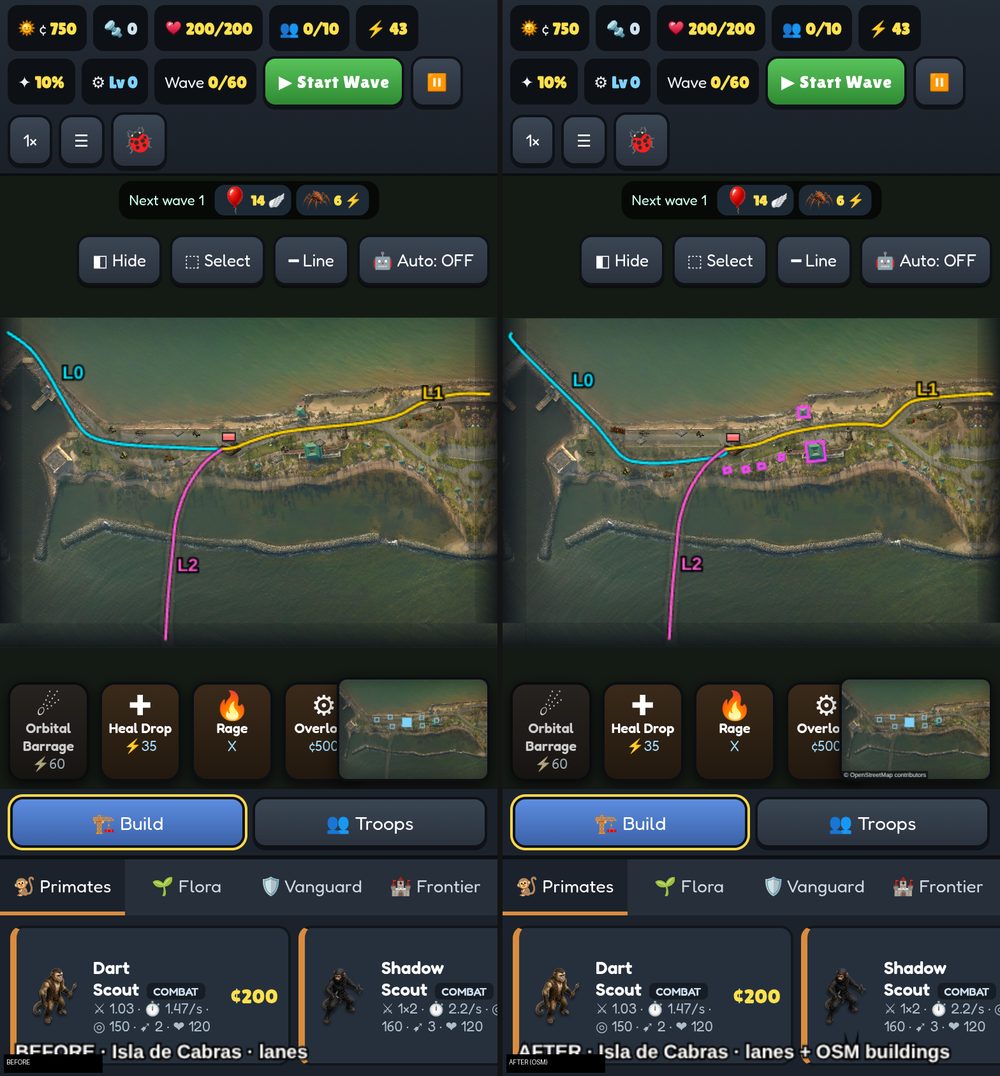 ¢ 750 0 200/200 0/10 43
10% Lv 0 Wave 0/60 ▶ Start Wave
1×
Next wave 1 14 6
Hide Select Line Auto: OFF
L0
L1
L2
Orbital Barrage 60
Heal Drop 35
Rage X
Overlo ¢500
Build Troops
Primates Flora Vanguard Frontier
Dart Scout COMBAT ¢200
1.03 · 1.47/s ·
150 · 2 · 120
Shadow Scout COMBAT
1×2 · 2.2/s ·
160 · 3 · 120
BEFORE · Isla de Cabras · lanes
BEFORE
¢ 750 0 200/200 0/10 43
10% Lv 0 Wave 0/60 ▶ Start Wave
1×
Next wave 1 14 6
Hide Select Line Auto: OFF
L0
L1
L2
Orbital Barrage 60
Heal Drop 35
Rage X
Overlo ¢500
© OpenStreetMap contributors
Build Troops
Primates Flora Vanguard Frontier
Dart Scout COMBAT ¢200
1.03 · 1.47/s ·
150 · 2 · 120
Shadow Scout COMBAT
1×2 · 2.2/s ·
160 · 3 · 120
AFTER · Isla de Cabras · lanes + OSM buildings
AFTER (OSM)